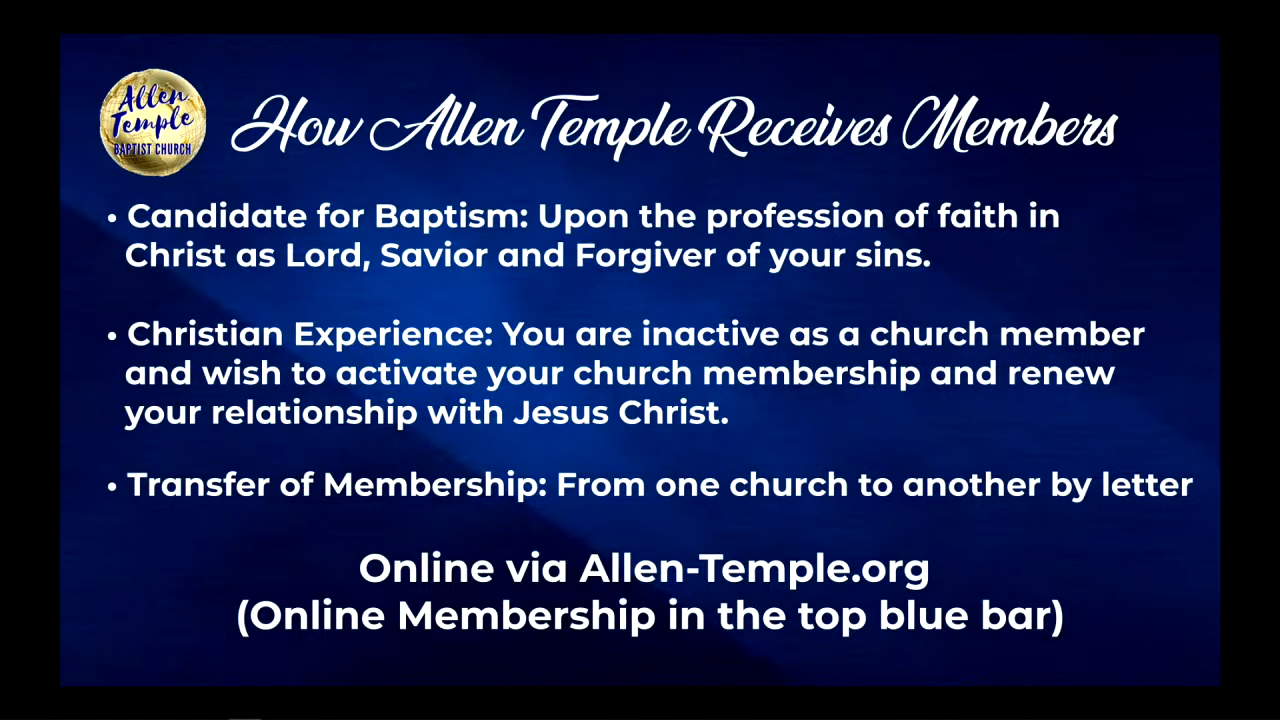 Allen
Temple
BAPTIST CHURCH
How Allen Temple Receives Members
• Candidate for Baptism: Upon the profession of faith in
Christ as Lord, Savior and Forgiver of your sins.
• Christian Experience: You are inactive as a church member
and wish to activate your church membership and renew
your relationship with Jesus Christ.
• Transfer of Membership: From one church to another by letter
Online via Allen-Temple.org
(Online Membership in the top blue bar)